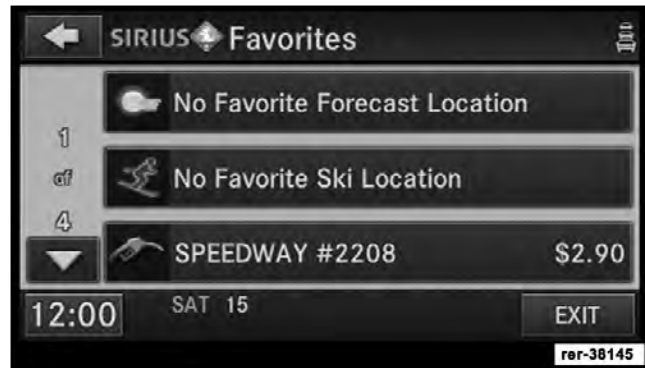 SIRIUS Favorites
No Favorite Forecast Location
1
of
4
No Favorite Ski Location
SPEEDWAY #2208 $2.90
12:00 SAT 15 EXIT
rer-38145